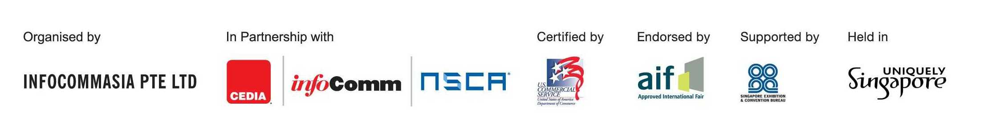 Organised by
INFOCOMMASIA PTE LTD
In Partnership with
CEDIA
infoComm
NSCA®
Certified by
U.S.
COMMERCIAL
SERVICE
United States of America
Department of Commerce
Endorsed by
aif
Approved International Fair
Supported by
SINGAPORE EXHIBITION
& CONVENTION BUREAU
Held in
UNIQUELY
Singapore